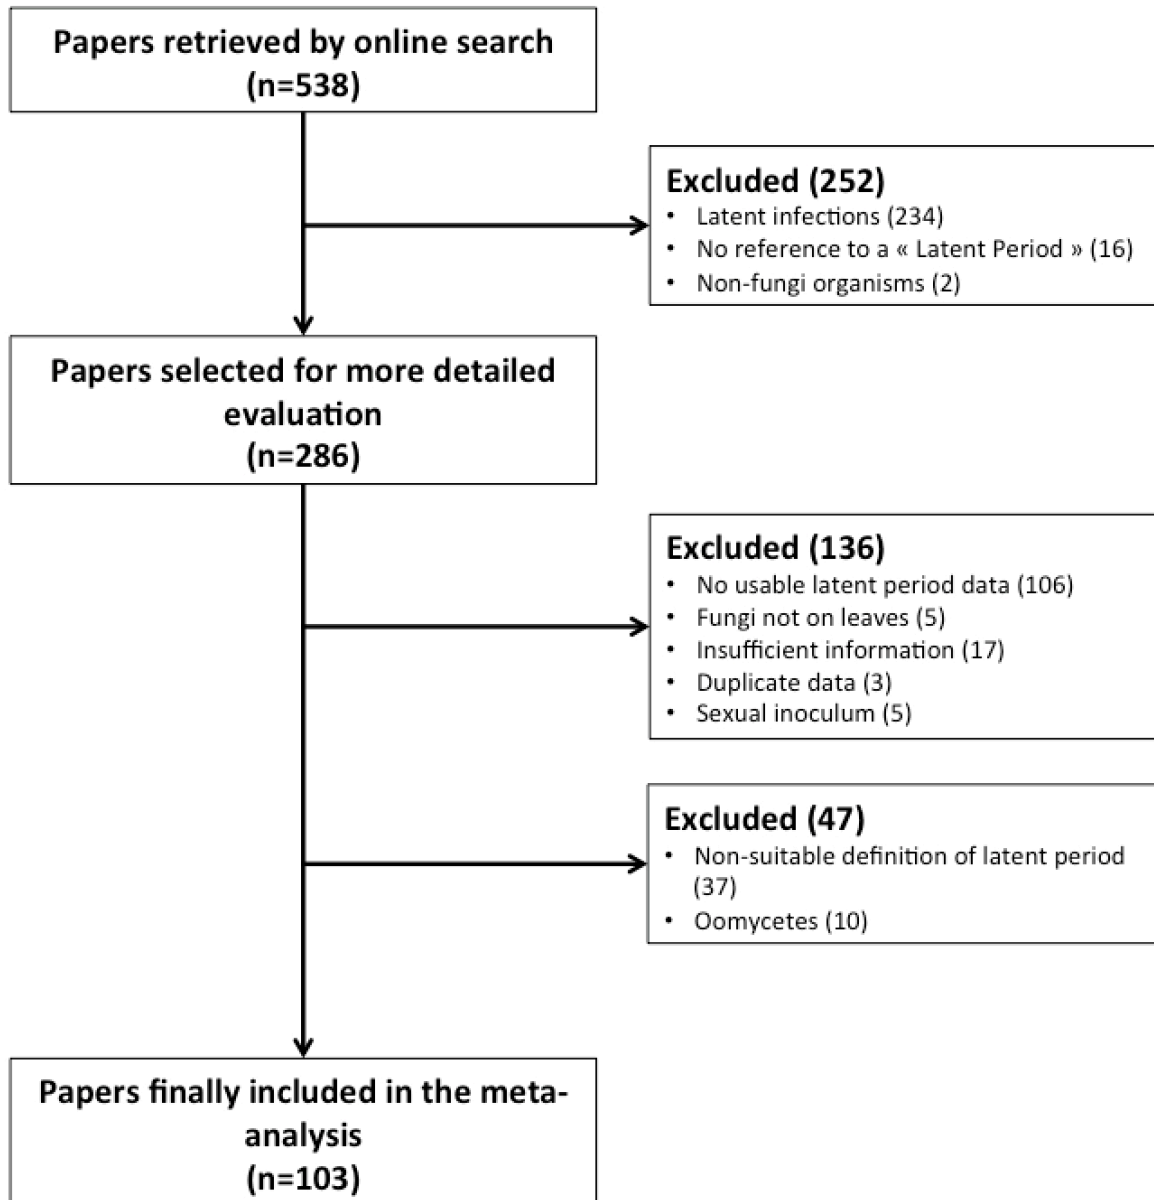 Papers retrieved by online search
(n=538)
Excluded (252)
• Latent infections (234)
• No reference to a « Latent Period » (16)
• Non-fungi organisms (2)
Papers selected for more detailed
evaluation
(n=286)
Excluded (136)
• No usable latent period data (106)
• Fungi not on leaves (5)
• Insufficient information (17)
• Duplicate data (3)
• Sexual inoculum (5)
Excluded (47)
• Non-suitable definition of latent period
(37)
• Oomycetes (10)
Papers finally included in the meta-
analysis
(n=103)